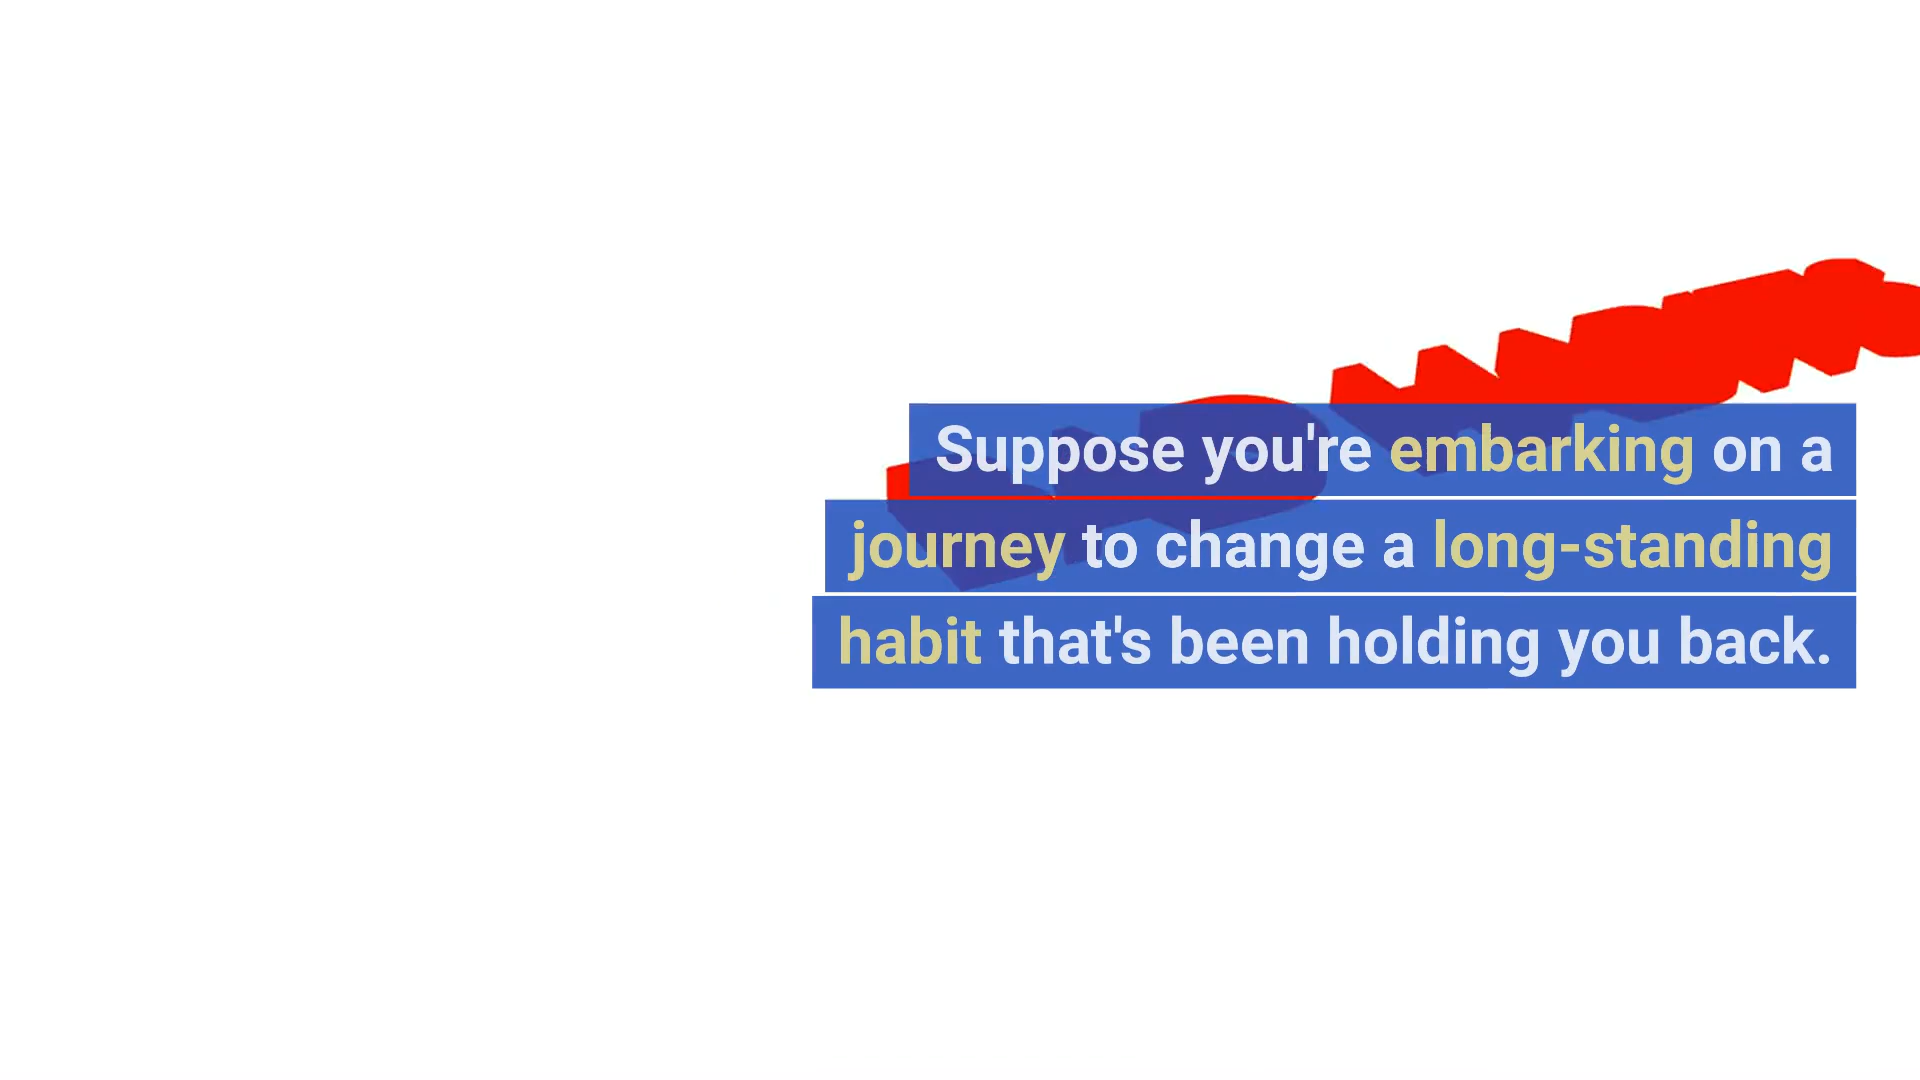 Suppose you're embarking on a
journey to change a long-standing
habit that's been holding you back.